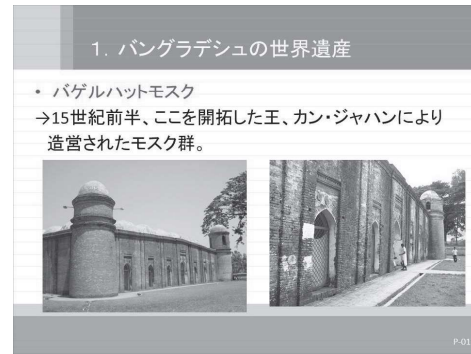 1. バングラデシュの世界遺産
• バゲルハットモスク
→15世紀前半、ここを開拓した王、カン・ジャハンにより
造営されたモスク群。
P-01